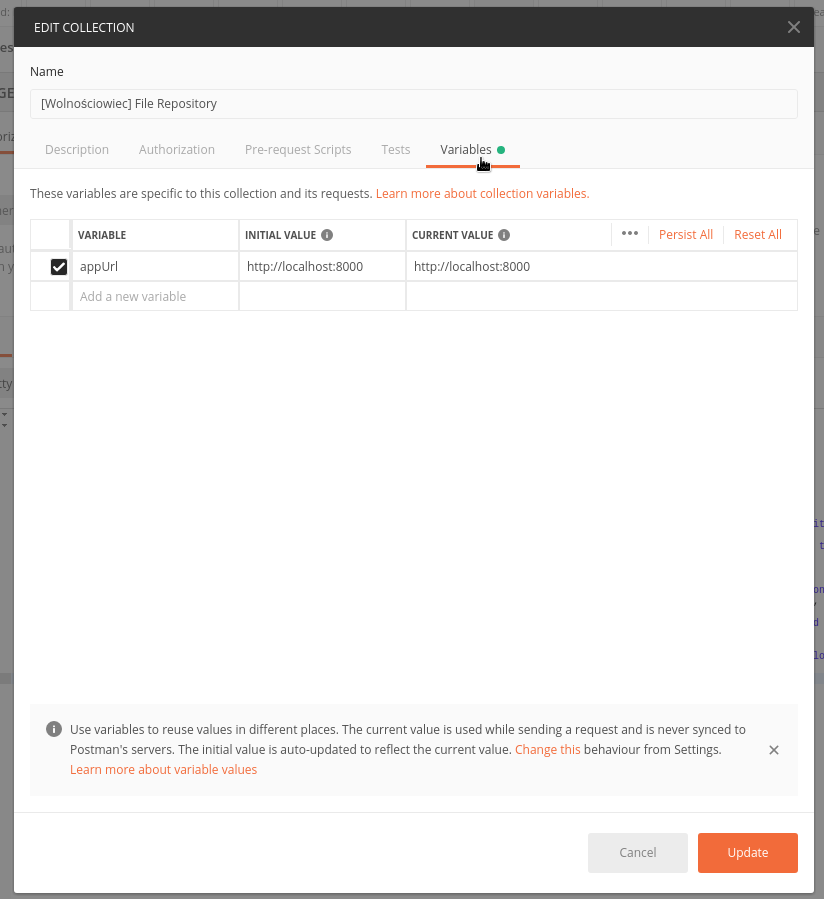 EDIT COLLECTION
Name
[Wolnościowiec] File Repository
Description Authorization Pre-request Scripts Tests Variables
These variables are specific to this collection and its requests. Learn more about collection variables.
VARIABLE INITIAL VALUE CURRENT VALUE ••• Persist All Reset All
appUrl http://localhost:8000 http://localhost:8000
Add a new variable
Use variables to reuse values in different places. The current value is used while sending a request and is never synced to
Postman's servers. The initial value is auto-updated to reflect the current value. Change this behaviour from Settings.
Learn more about variable values
Cancel Update